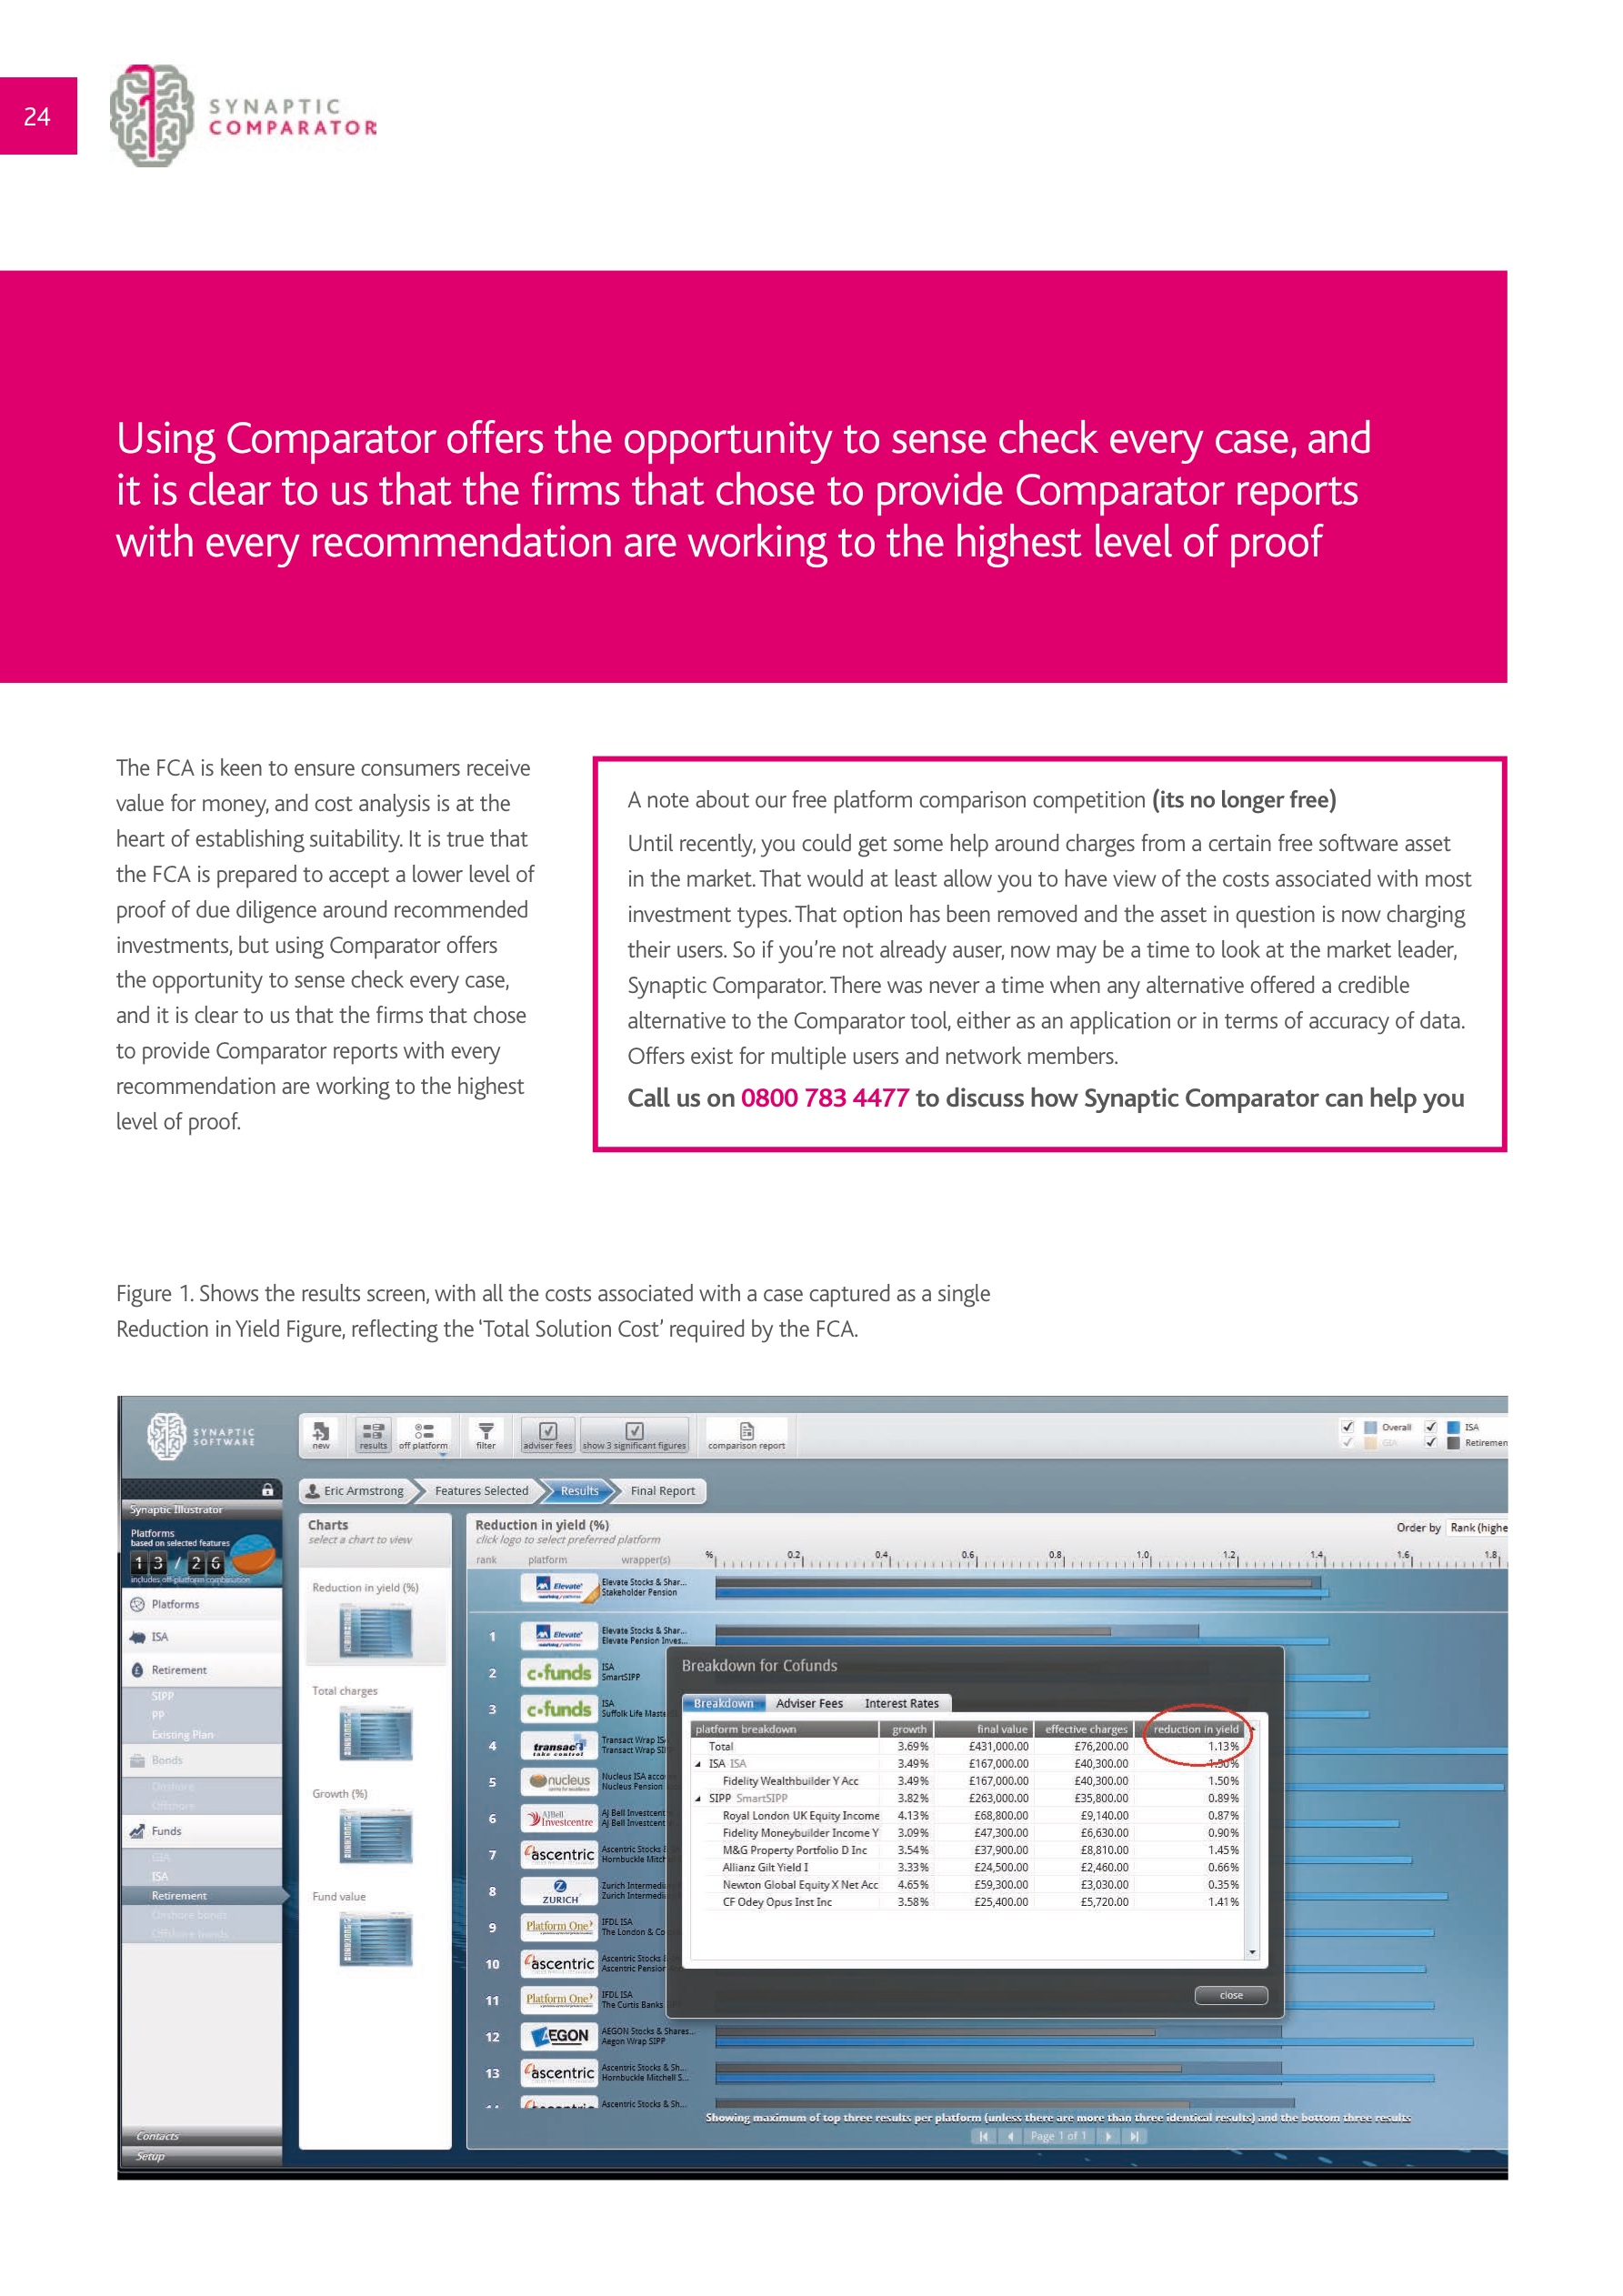 24
SYNAPTIC
COMPARATOR
Using Comparator offers the opportunity to sense check every case, and
it is clear to us that the firms that chose to provide Comparator reports
with every recommendation are working to the highest level of proof
The FCA is keen to ensure consumers receive
value for money, and cost analysis is at the
heart of establishing suitability. It is true that
the FCA is prepared to accept a lower level of
proof of due diligence around recommended
investments, but using Comparator offers
the opportunity to sense check every case,
and it is clear to us that the firms that chose
to provide Comparator reports with every
recommendation are working to the highest
level of proof.
A note about our free platform comparison competition (its no longer free)
Until recently, you could get some help around charges from a certain free software asset
in the market. That would at least allow you to have view of the costs associated with most
investment types. That option has been removed and the asset in question is now charging
their users. So if you're not already auser, now may be a time to look at the market leader,
Synaptic Comparator. There was never a time when any alternative offered a credible
alternative to the Comparator tool, either as an application or in terms of accuracy of data.
Offers exist for multiple users and network members.
Call us on 0800 783 4477 to discuss how Synaptic Comparator can help you
Figure 1. Shows the results screen, with all the costs associated with a case captured as a single
Reduction in Yield Figure, reflecting the ‘Total Solution Cost’ required by the FCA.
SYNAPTIC
SOFTWARE
new results off platform filter adviser fees show 3 significant figures comparison report
Overall ISA
GIA Retiremen
Eric Armstrong Features Selected Results Final Report
Synaptic Illustrator
Platforms
based on selected features
13 / 26
includes off-platform combination
Platforms
ISA
Retirement
SIPP
PP
Existing Plan
Bonds
Onshore
Offshore
Funds
GIA
ISA
Retirement
Onshore bonds
Offshore bonds
Contacts
Setup
Charts
select a chart to view
Reduction in yield (%)
Total charges
Growth (%)
Fund value
Reduction in yield (%)
click logo to select preferred platform
Order by Rank (highe
rank platform wrapper(s)
% 0.2 0.4 0.6 0.8 1.0 1.2 1.4 1.6 1.8
Elevate Elevate Stocks & Shar...
Stakeholder Pension
1 Elevate Elevate Stocks & Shar...
Elevate Pension Inves...
2 c·funds ISA
SmartSIPP
3 c·funds ISA
Suffolk Life Maste
4 transact Transact Wrap IS
take control Transact Wrap SI
5 nucleus Nucleus ISA acco
Nucleus Pension
6 AJBell AJ Bell Investcent
Investcentre AJ Bell Investcent
7 ascentric Ascentric Stocks
Hornbuckle Mitch
8 ZURICH Zurich Intermedi
Zurich Intermedi
9 Platform One IFDL ISA
The London & Co
10 ascentric Ascentric Stocks
Ascentric Pension
11 Platform One IFDL ISA
The Curtis Banks
12 AEGON AEGON Stocks & Shares...
Aegon Wrap SIPP
13 ascentric Ascentric Stocks & Sh...
Hornbuckle Mitchell S...
Ascentric Stocks & Sh...
Breakdown for Cofunds
Breakdown Adviser Fees Interest Rates
platform breakdown growth final value effective charges reduction in yield
Total 3.69% £431,000.00 £76,200.00 1.13%
ISA ISA 3.49% £167,000.00 £40,300.00 1.50%
Fidelity Wealthbuilder Y Acc 3.49% £167,000.00 £40,300.00 1.50%
SIPP SmartSIPP 3.82% £263,000.00 £35,800.00 0.89%
Royal London UK Equity Income 4.13% £68,800.00 £9,140.00 0.87%
Fidelity Moneybuilder Income Y 3.09% £47,300.00 £6,630.00 0.90%
M&G Property Portfolio D Inc 3.54% £37,900.00 £8,810.00 1.45%
Allianz Gilt Yield I 3.33% £24,500.00 £2,460.00 0.66%
Newton Global Equity X Net Acc 4.65% £59,300.00 £3,030.00 0.35%
CF Odey Opus Inst Inc 3.58% £25,400.00 £5,720.00 1.41%
close
Showing maximum of top three results per platform (unless there are more than three identical results) and the bottom three results
Page 1 of 1